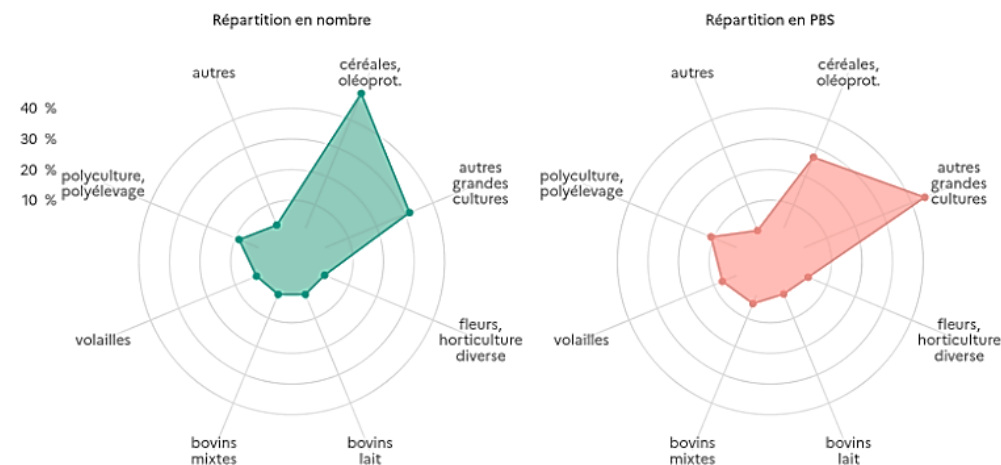 Répartition en nombre
autres
céréales,
oléoprot.
40 %
30 %
20 %
10 %
polyculture,
polyélevage
autres
grandes
cultures
volailles
fleurs,
horticulture
diverse
bovins
mixtes
bovins
lait
Répartition en PBS
autres
céréales,
oléoprot.
polyculture,
polyélevage
autres
grandes
cultures
volailles
fleurs,
horticulture
diverse
bovins
mixtes
bovins
lait